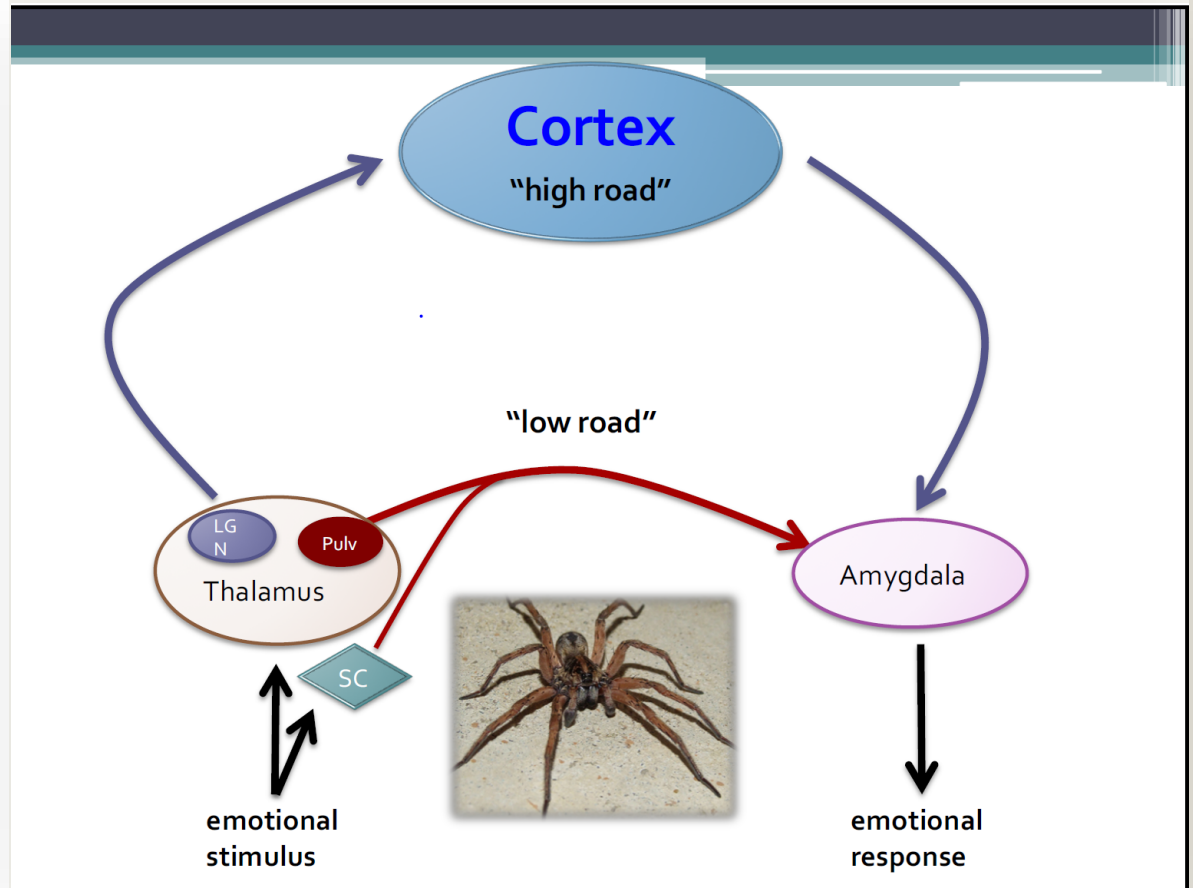 Cortex
“high road”
“low road”
LG
N
Pulv
Thalamus
Amygdala
SC
emotional
stimulus
emotional
response